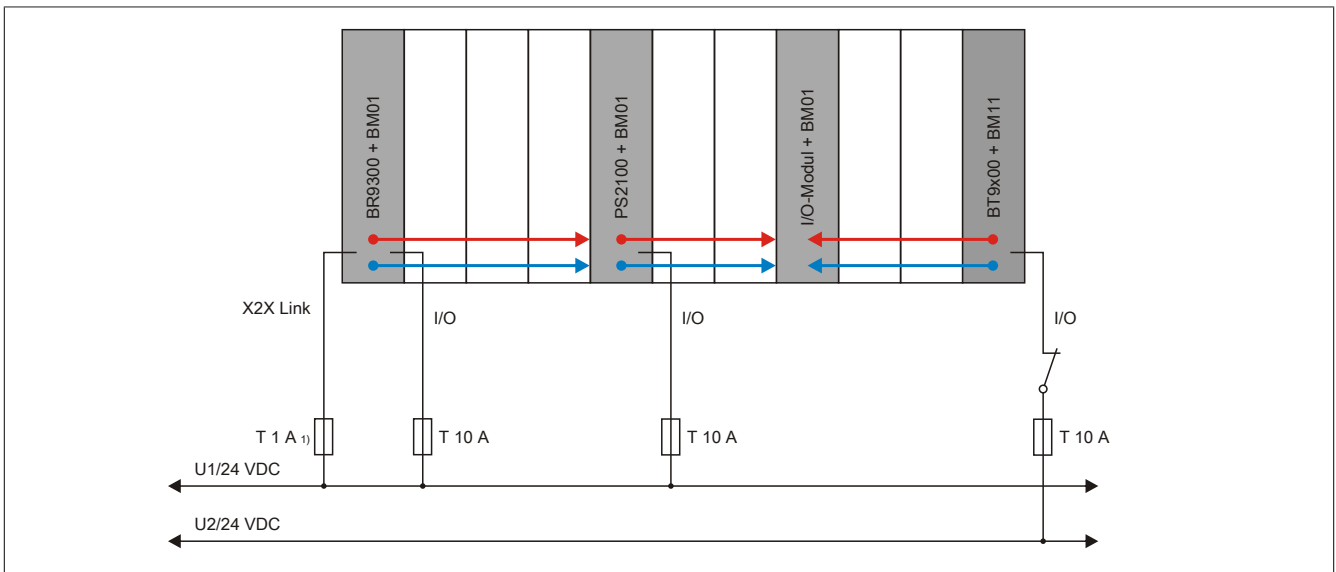 BR9300 + BM01
PS2100 + BM01
I/O-Modul + BM01
BT9x00 + BM11
X2X Link
I/O
I/O
I/O
T 1 A 1)
T 10 A
T 10 A
T 10 A
U1/24 VDC
U2/24 VDC